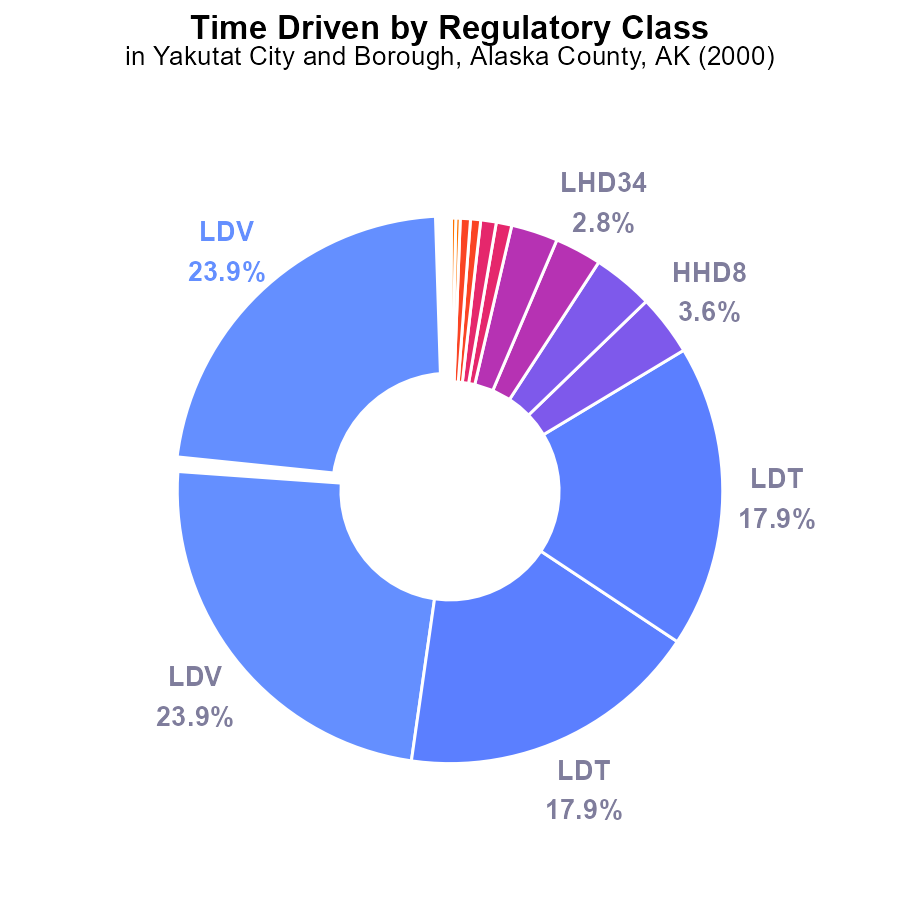 Time Driven by Regulatory Class
in Yakutat City and Borough, Alaska County, AK (2000)
LHD34
2.8%
LDV
23.9%
HHD8
3.6%
LDT
17.9%
LDV
23.9%
LDT
17.9%